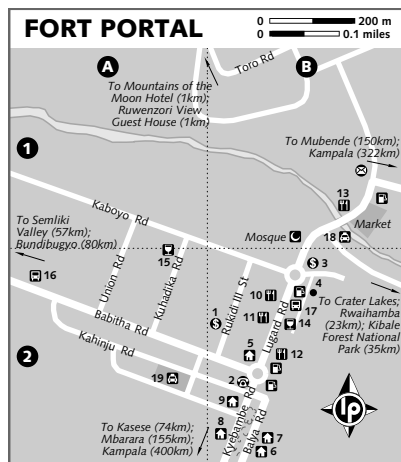 FORT PORTAL
0 200 m
0 0.1 miles
A
B
Toro Rd
To Mountains of the
Moon Hotel (1km);
Ruwenzori View
Guest House (1km)
1
To Mubende (150km);
Kampala (322km)
13
Market
Kaboyo Rd
Mosque
18
To Semliki
Valley (57km);
Bundibugyo (80km)
16
15
3
Union Rd
Kuhadika Rd
Rukidi III St
4
10
1
11
Lugard Rd
17
14
To Crater Lakes;
Rwaihamba
(23km); Kibale
Forest National
Park (35km)
Babitha Rd
2
Kahinju Rd
5
12
19
2
9
Kyebambe Rd
Balya Rd
8
7
6
To Kasese (74km);
Mbarara (155km);
Kampala (400km)
lp